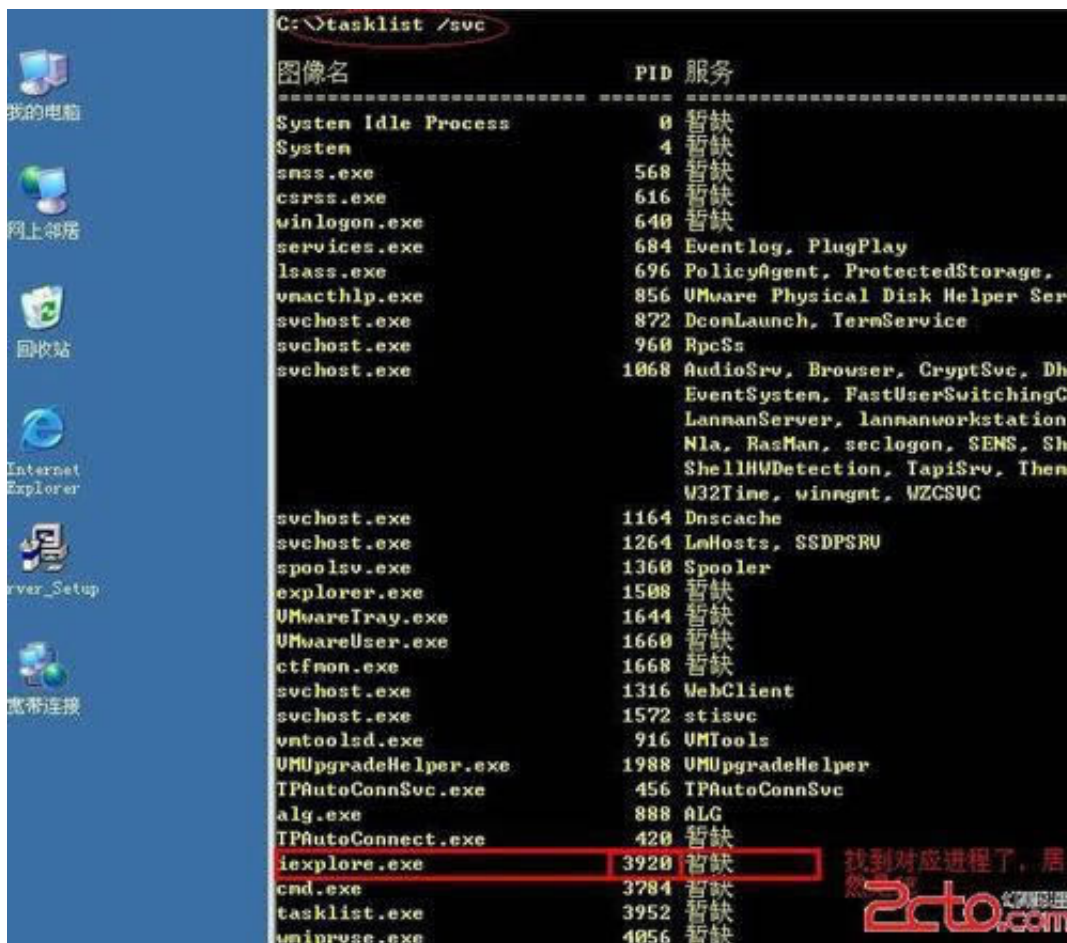 我的电脑
网上邻居
回收站
Internet
Explorer
rver_Setup
宽带连接
C:\>tasklist /svc
图像名 PID 服务
========================= ====== =============================
System Idle Process 0 暂缺
System 4 暂缺
smss.exe 568 暂缺
csrss.exe 616 暂缺
winlogon.exe 640 暂缺
services.exe 684 Eventlog, PlugPlay
lsass.exe 696 PolicyAgent, ProtectedStorage,
vmacthlp.exe 856 VMware Physical Disk Helper Ser
svchost.exe 872 DcomLaunch, TermService
svchost.exe 960 RpcSs
svchost.exe 1068 AudioSrv, Browser, CryptSvc, Dh
EventSystem, FastUserSwitchingC
LanmanServer, lanmanworkstation
Nla, RasMan, seclogon, SENS, Sh
ShellHWDetection, TapiSrv, Them
W32Time, winmgmt, WZCSVC
svchost.exe 1164 Dnscache
svchost.exe 1264 LmHosts, SSDPSRV
spoolsv.exe 1360 Spooler
explorer.exe 1508 暂缺
VMwareTray.exe 1644 暂缺
VMwareUser.exe 1660 暂缺
ctfmon.exe 1668 暂缺
svchost.exe 1316 WebClient
svchost.exe 1572 stisvc
vmtoolsd.exe 916 VMTools
VMUpgradeHelper.exe 1988 VMUpgradeHelper
TPAutoConnSvc.exe 456 TPAutoConnSvc
alg.exe 888 ALG
TPAutoConnect.exe 420 暂缺
iexplore.exe 3920 暂缺
找到对应进程了，居
然
cmd.exe 3784 暂缺
tasklist.exe 3952 暂缺
wmiprvse.exe 4056 暂缺
2cto.com